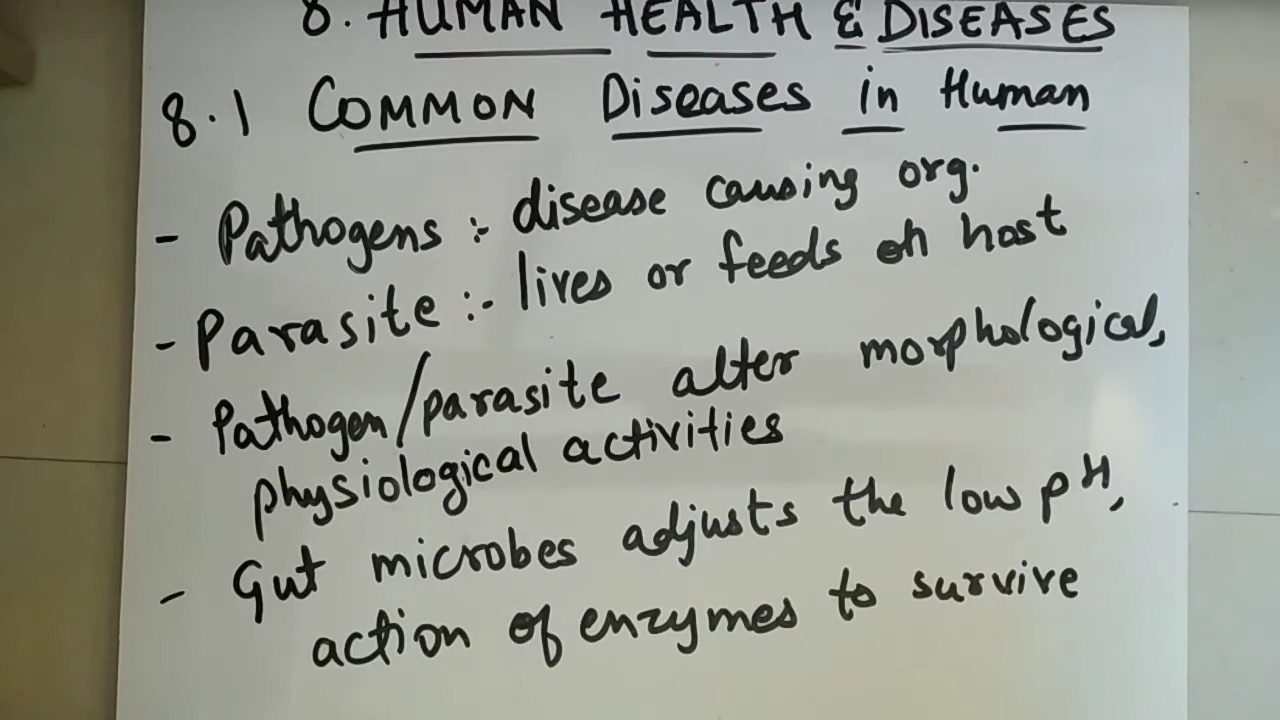 8. HUMAN HEALTH & DISEASES
8.1 COMMON Diseases in Human
- Pathogens :- disease causing org.
- Parasite :- lives or feeds on host
- Pathogen/parasite alter morphological,
physiological activities
- Gut microbes adjusts the low pH,
action of enzymes to survive